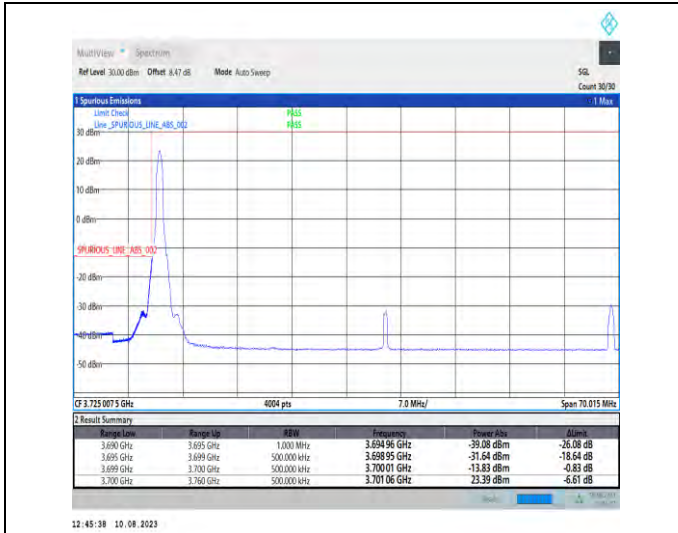 MultiView Spectrum
Ref Level 30.00 dBm Offset 8.47 dB Mode Auto Sweep SGL
Count 30/30
1 Spurious Emissions 1 Max
Limit Check PASS
Line _SPURIOUS_LINE_ABS_002 PASS
30 dBm
20 dBm
10 dBm
0 dBm
SPURIOUS_LINE_ABS_002
-20 dBm
-30 dBm
-40 dBm
-50 dBm
CF 3.725 007 5 GHz 4004 pts 7.0 MHz/ Span 70.015 MHz
2 Result Summary
Range Low Range Up RBW Frequency Power Abs ΔLimit
3.690 GHz 3.695 GHz 1.000 MHz 3.694 96 GHz -39.08 dBm -26.08 dB
3.695 GHz 3.699 GHz 500.000 kHz 3.698 95 GHz -31.64 dBm -18.64 dB
3.699 GHz 3.700 GHz 500.000 kHz 3.700 01 GHz -13.83 dBm -0.83 dB
3.700 GHz 3.760 GHz 500.000 kHz 3.701 06 GHz 23.39 dBm -6.61 dB
12:45:38 10.08.2023